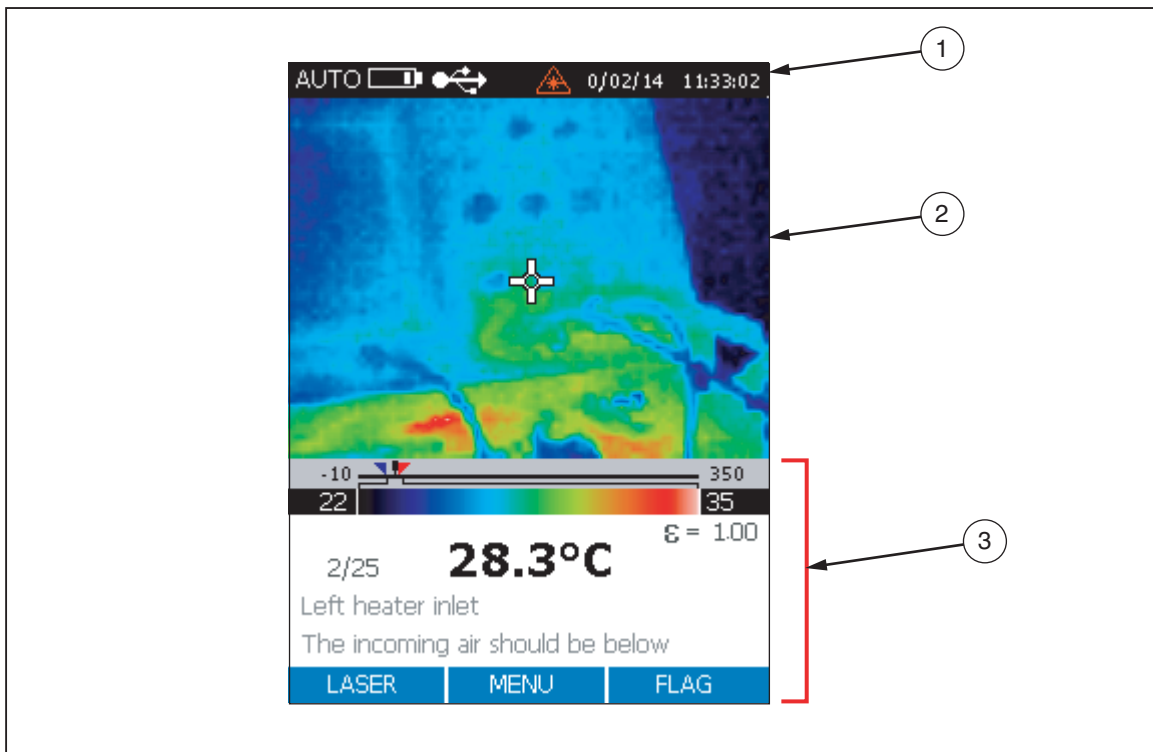 AUTO 0/02/14 11:33:02
1
2
-10 350
22 35
ε = 1.00
2/25 28.3°C
3
Left heater inlet
The incoming air should be below
LASER MENU FLAG